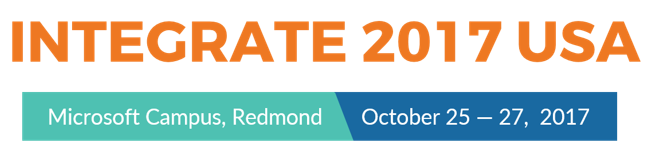 INTEGRATE 2017 USA
Microsoft Campus, Redmond October 25 — 27, 2017